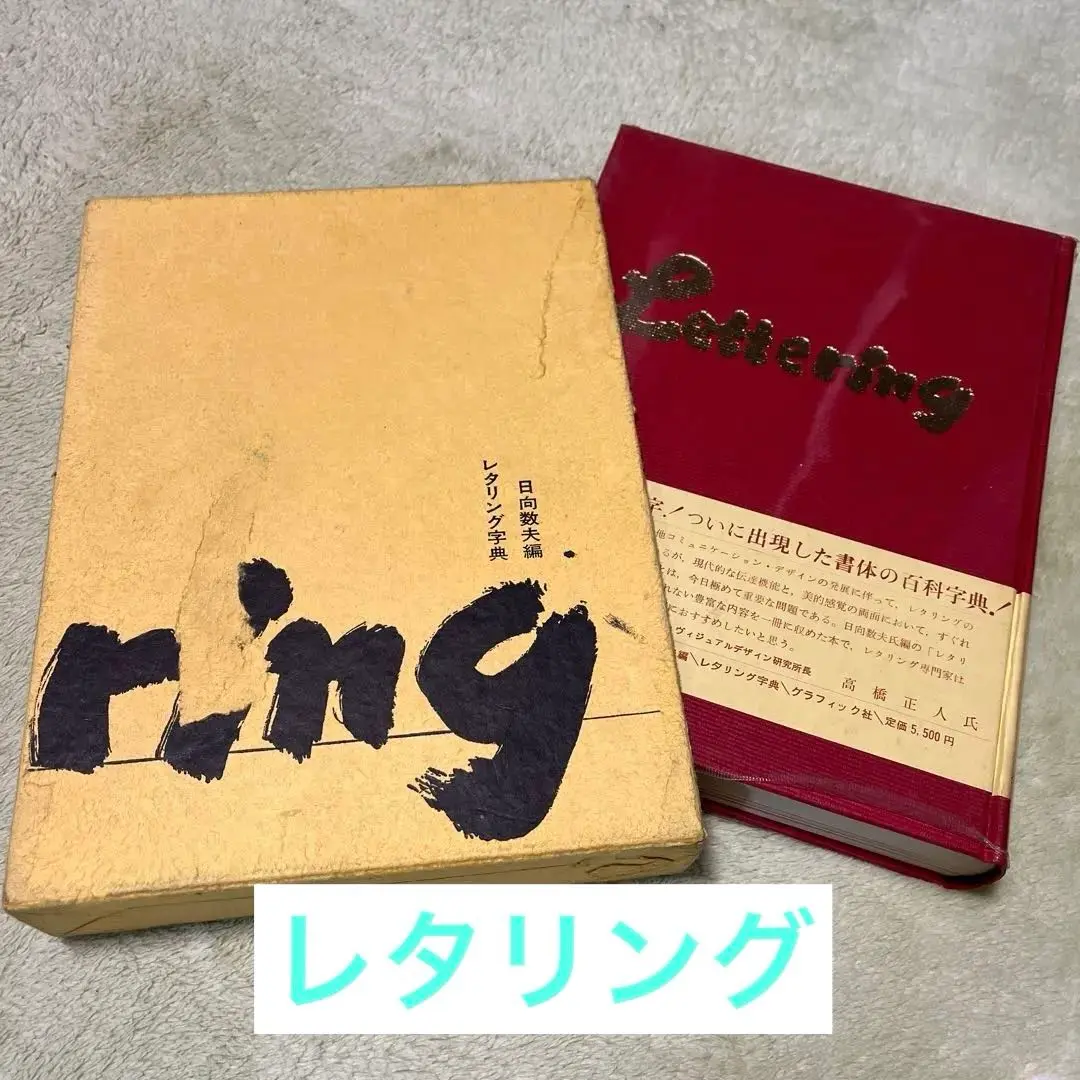 日向数夫編
レタリング字典
ring
Lettering
字!ついに出現した書体の百科字典!
他コミュニケーション・デザインの発展に伴って、レタリングの
るが、現代的な伝達機能と、美的感覚の両面において、すぐれ
は、今日極めて重要な問題である。日向数夫氏編の「レタリ
れない豊富な内容を一冊に収めた本で、レタリング専門家は
におすすめしたいと思う。
ヴィジュアルデザイン研究所長 高橋正人氏
編\レタリング字典\グラフィック社\定価5,500円
レタリング